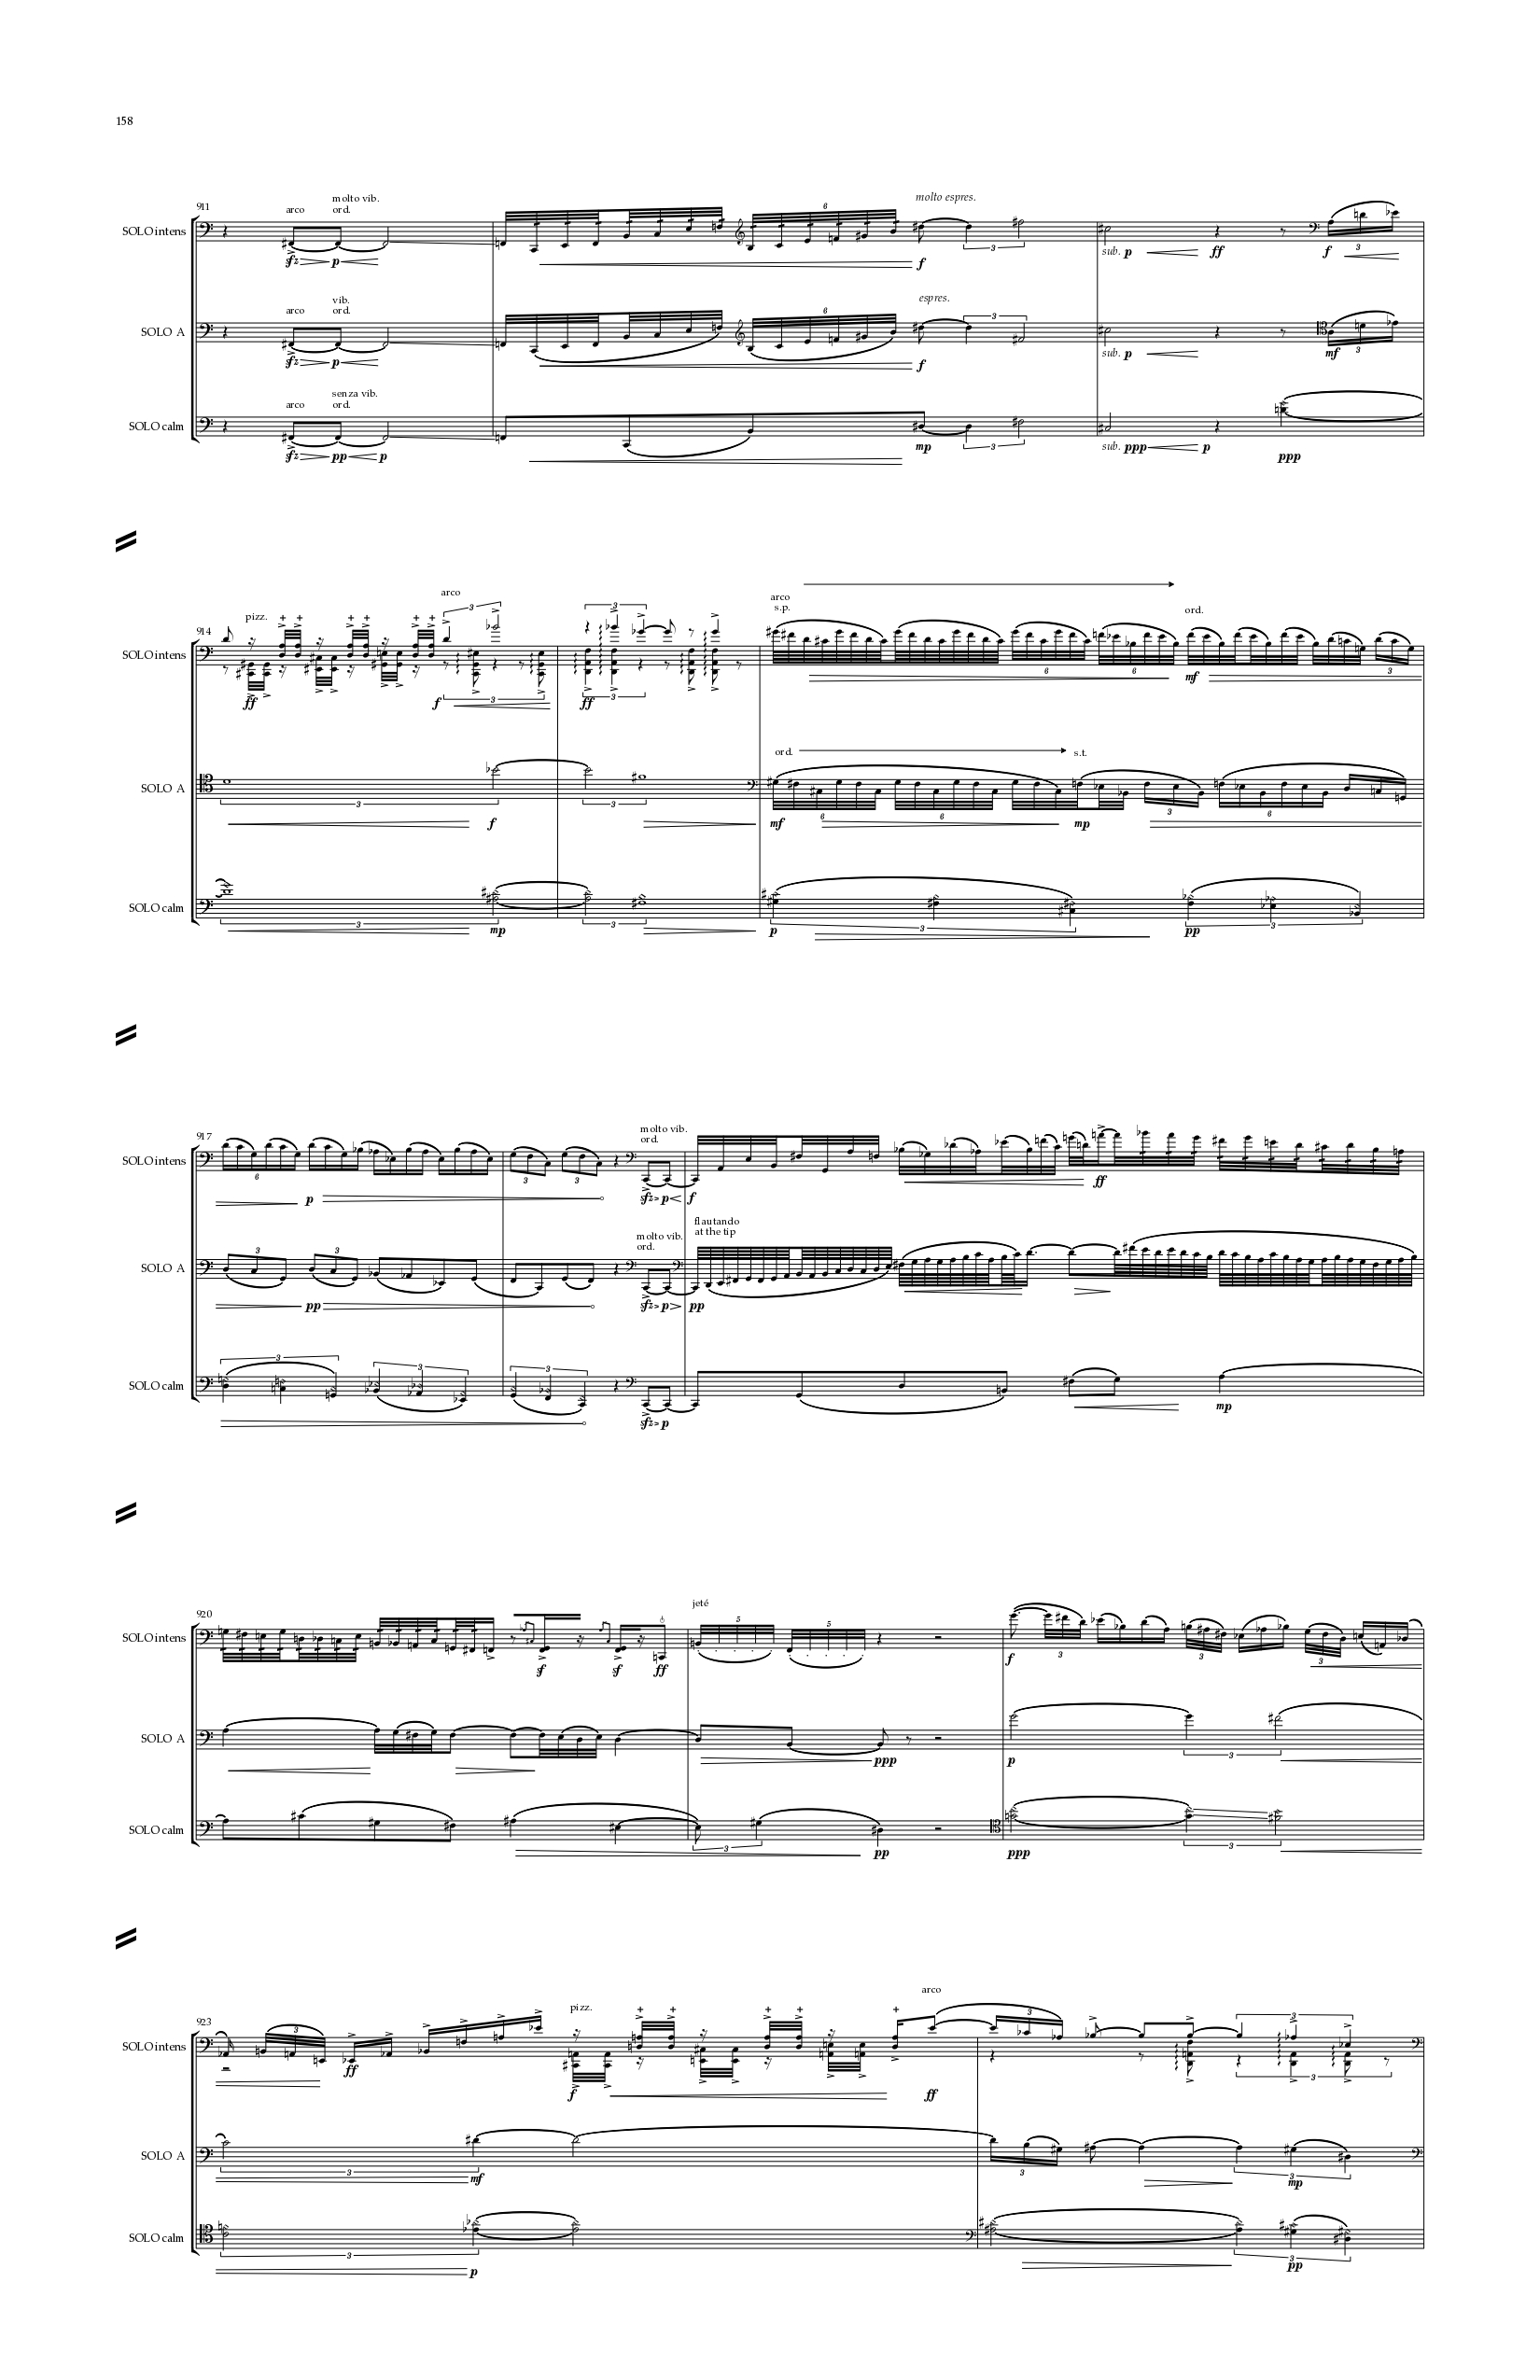 158
911
molto vib.
arco ord.
molto espres.
SOLO intens
sfz p f sub. p ff f
6 3 3
vib.
arco ord.
espres.
SOLO A
sfz p f sub. p mf
6 3 3
senza vib.
arco ord.
SOLO calm
sfz pp p mp sub. ppp p ppp
3
914
pizz. arco
arco
s.p.
ord.
SOLO intens
ff f ff mf
3 3 3 3 6 6 3
ord. s.t.
SOLO A
f mf mp
3 3 6 6 3 6
SOLO calm
mp p pp
3 3 3 3
917
molto vib.
ord.
SOLO intens
6 3 3
p sfz p f ff
flautando
at the tip
molto vib.
ord.
SOLO A
3 3
pp sfz p pp
SOLO calm
3 3 3
sfz p mp
920
jeté
SOLO intens
sf sf ff f
5 5 3 3 3
SOLO A
ppp p
3
SOLO calm
3 3
pp ppp
923
pizz. arco
SOLO intens
3 3 3 3
ff f ff
SOLO A
3 3 3
mf mp
SOLO calm
3 3
p pp